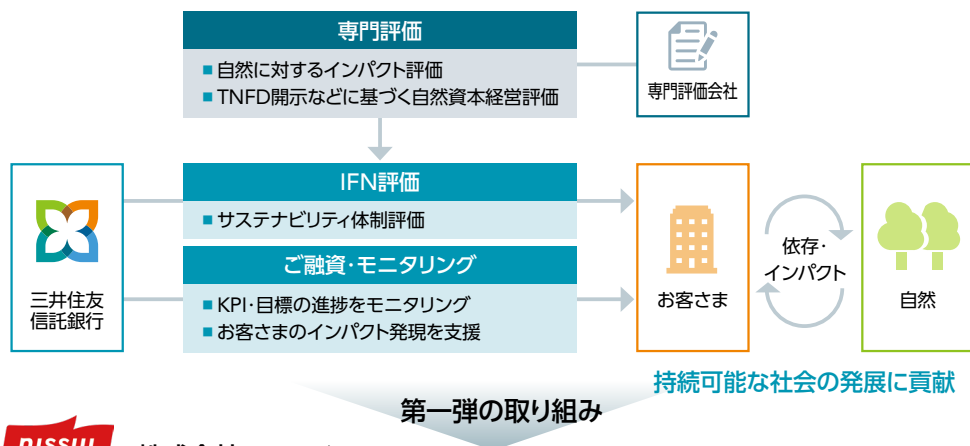 専門評価
■自然に対するインパクト評価
■TNFD開示などに基づく自然資本経営評価
専門評価会社
IFN評価
■サステナビリティ体制評価
ご融資・モニタリング
■KPI・目標の進捗をモニタリング
■お客さまのインパクト発現を支援
三井住友
信託銀行
お客さま
依存・
インパクト
自然
持続可能な社会の発展に貢献
第一弾の取り組み
NISSUI